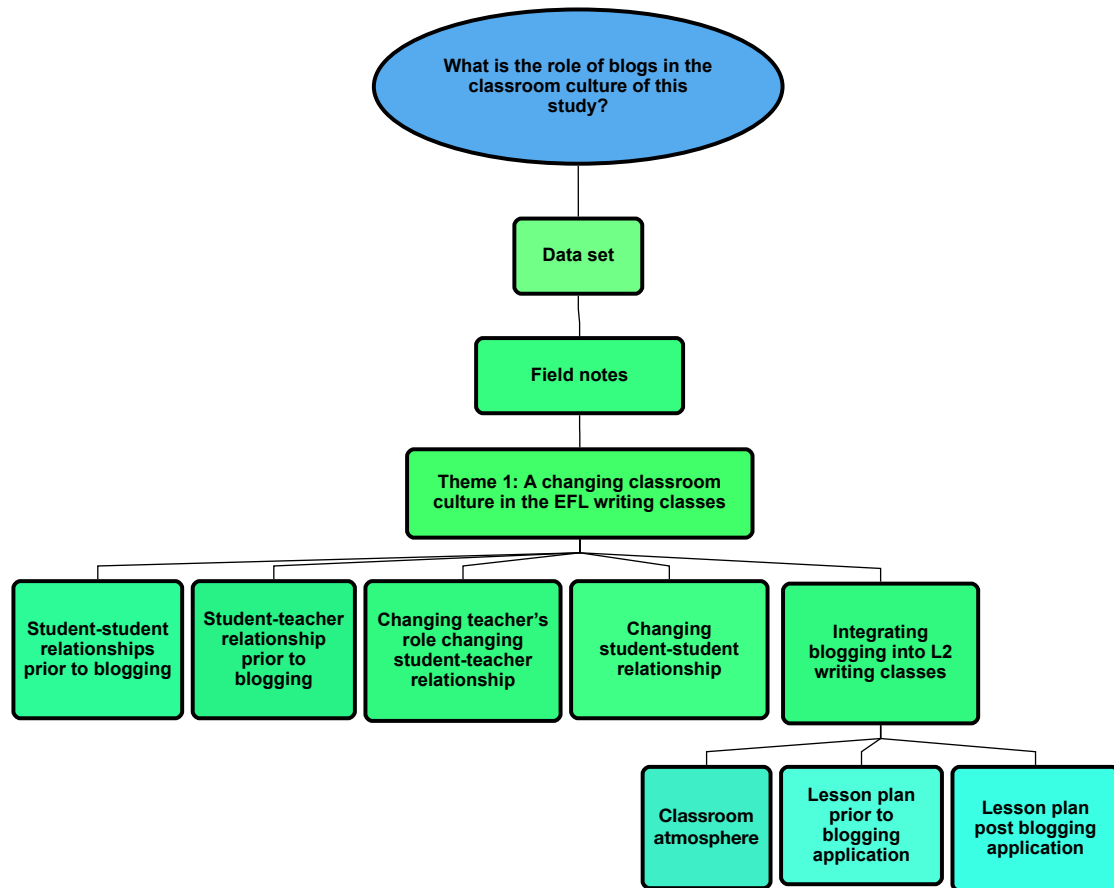 What is the role of blogs in the
classroom culture of this
study?
Data set
Field notes
Theme 1: A changing classroom
culture in the EFL writing classes
Student-student
relationships
prior to blogging
Student-teacher
relationship
prior to
blogging
Changing teacher’s
role changing
student-teacher
relationship
Changing
student-student
relationship
Integrating
blogging into L2
writing classes
Classroom
atmosphere
Lesson plan
prior to
blogging
application
Lesson plan
post blogging
application